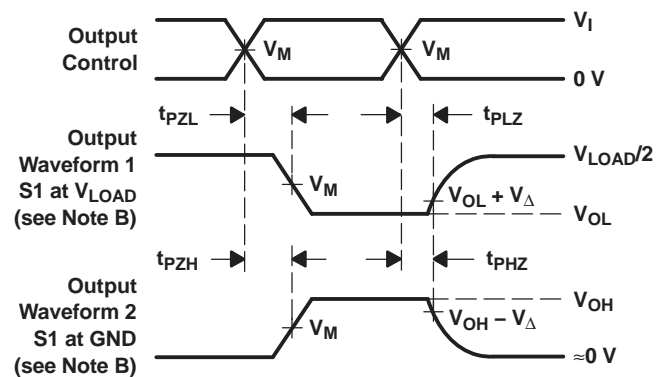 Output
Control
V_M
V_M
V_I
0 V
t_PZL
t_PLZ
Output
Waveform 1
S1 at V_LOAD
(see Note B)
V_M
V_LOAD/2
V_OL + V_Δ
V_OL
t_PZH
t_PHZ
Output
Waveform 2
S1 at GND
(see Note B)
V_M
V_OH
V_OH – V_Δ
≈0 V